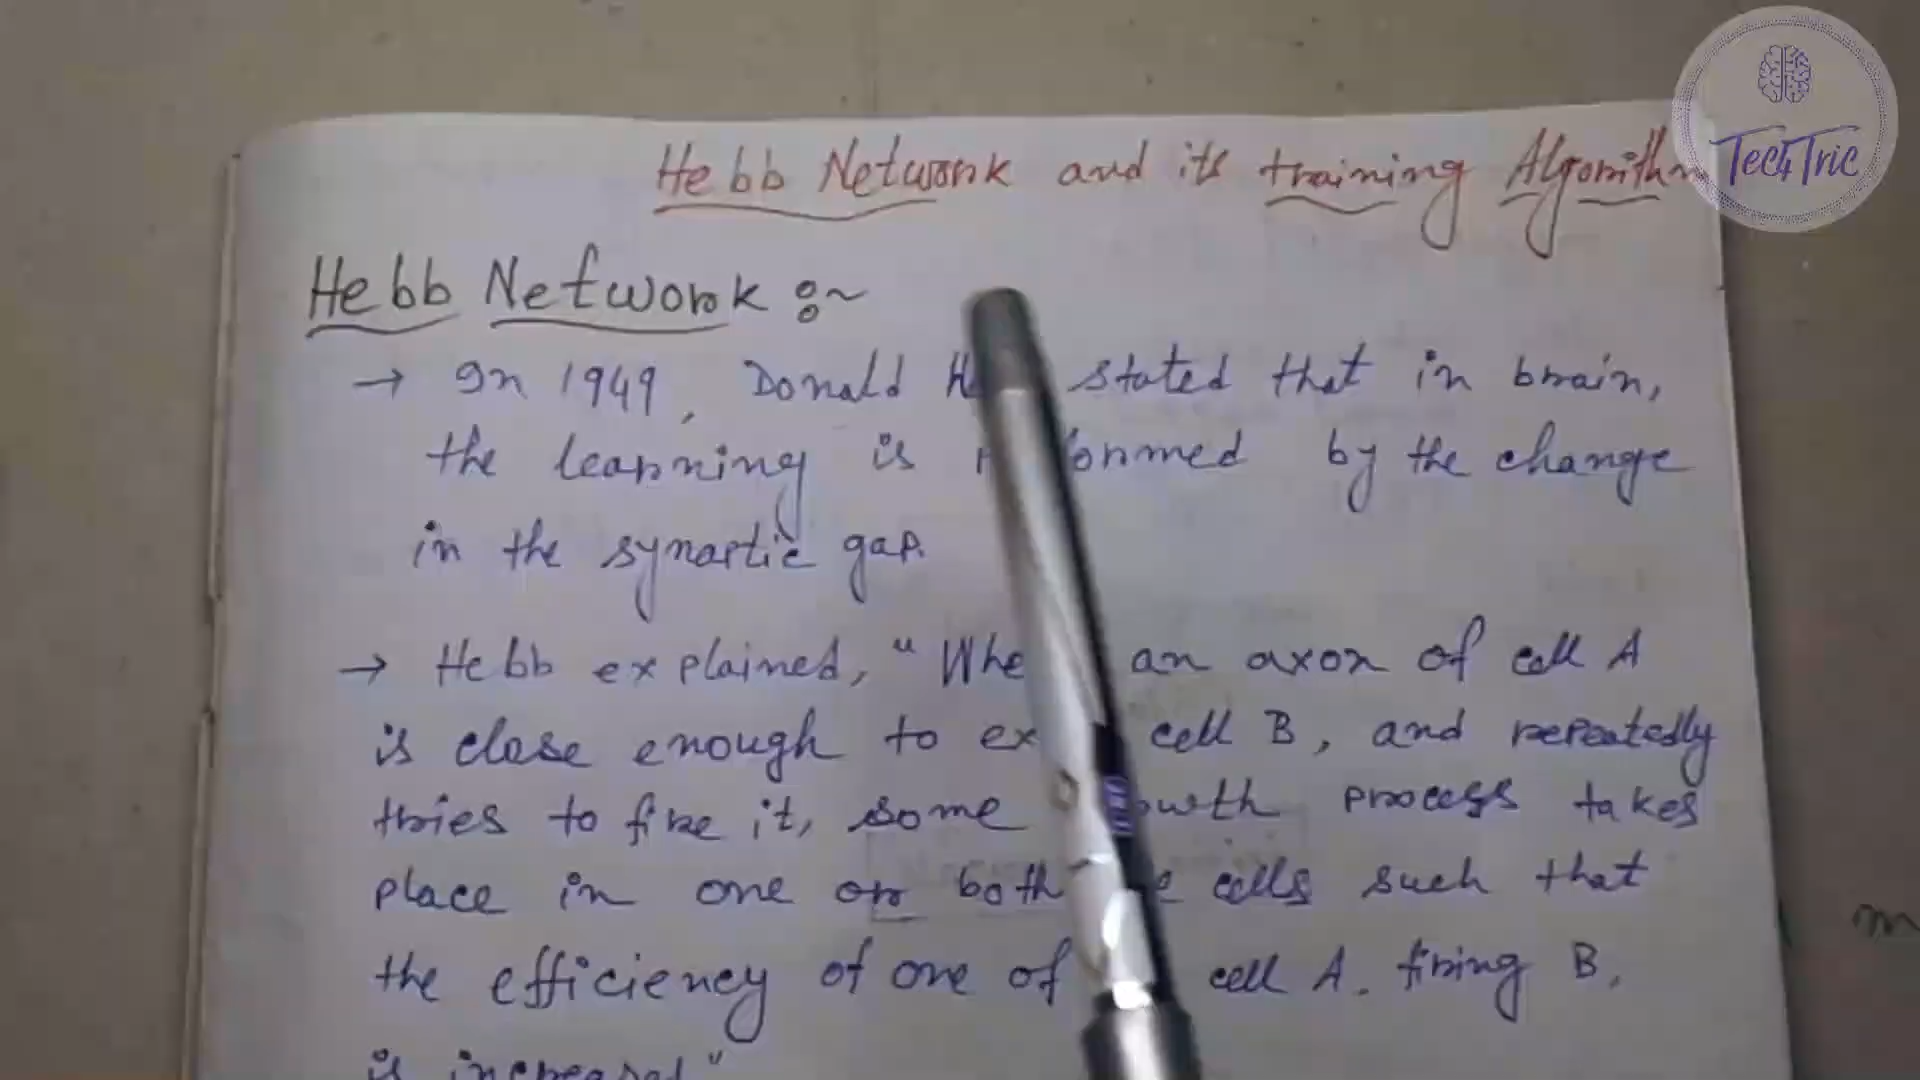 Hebb Network and its training Algorithm
Tec4Tric
Hebb Network :~
→ In 1949, Donald stated that in brain,
the learning is by the change
in the synaptic gap.
→ Hebb explained, " an axon of cell A
is close enough to cell B, and repeatedly
tries to fire it, some process takes
place in one or both cells such that
the efficiency of one of cell A. firing B,
is increased"